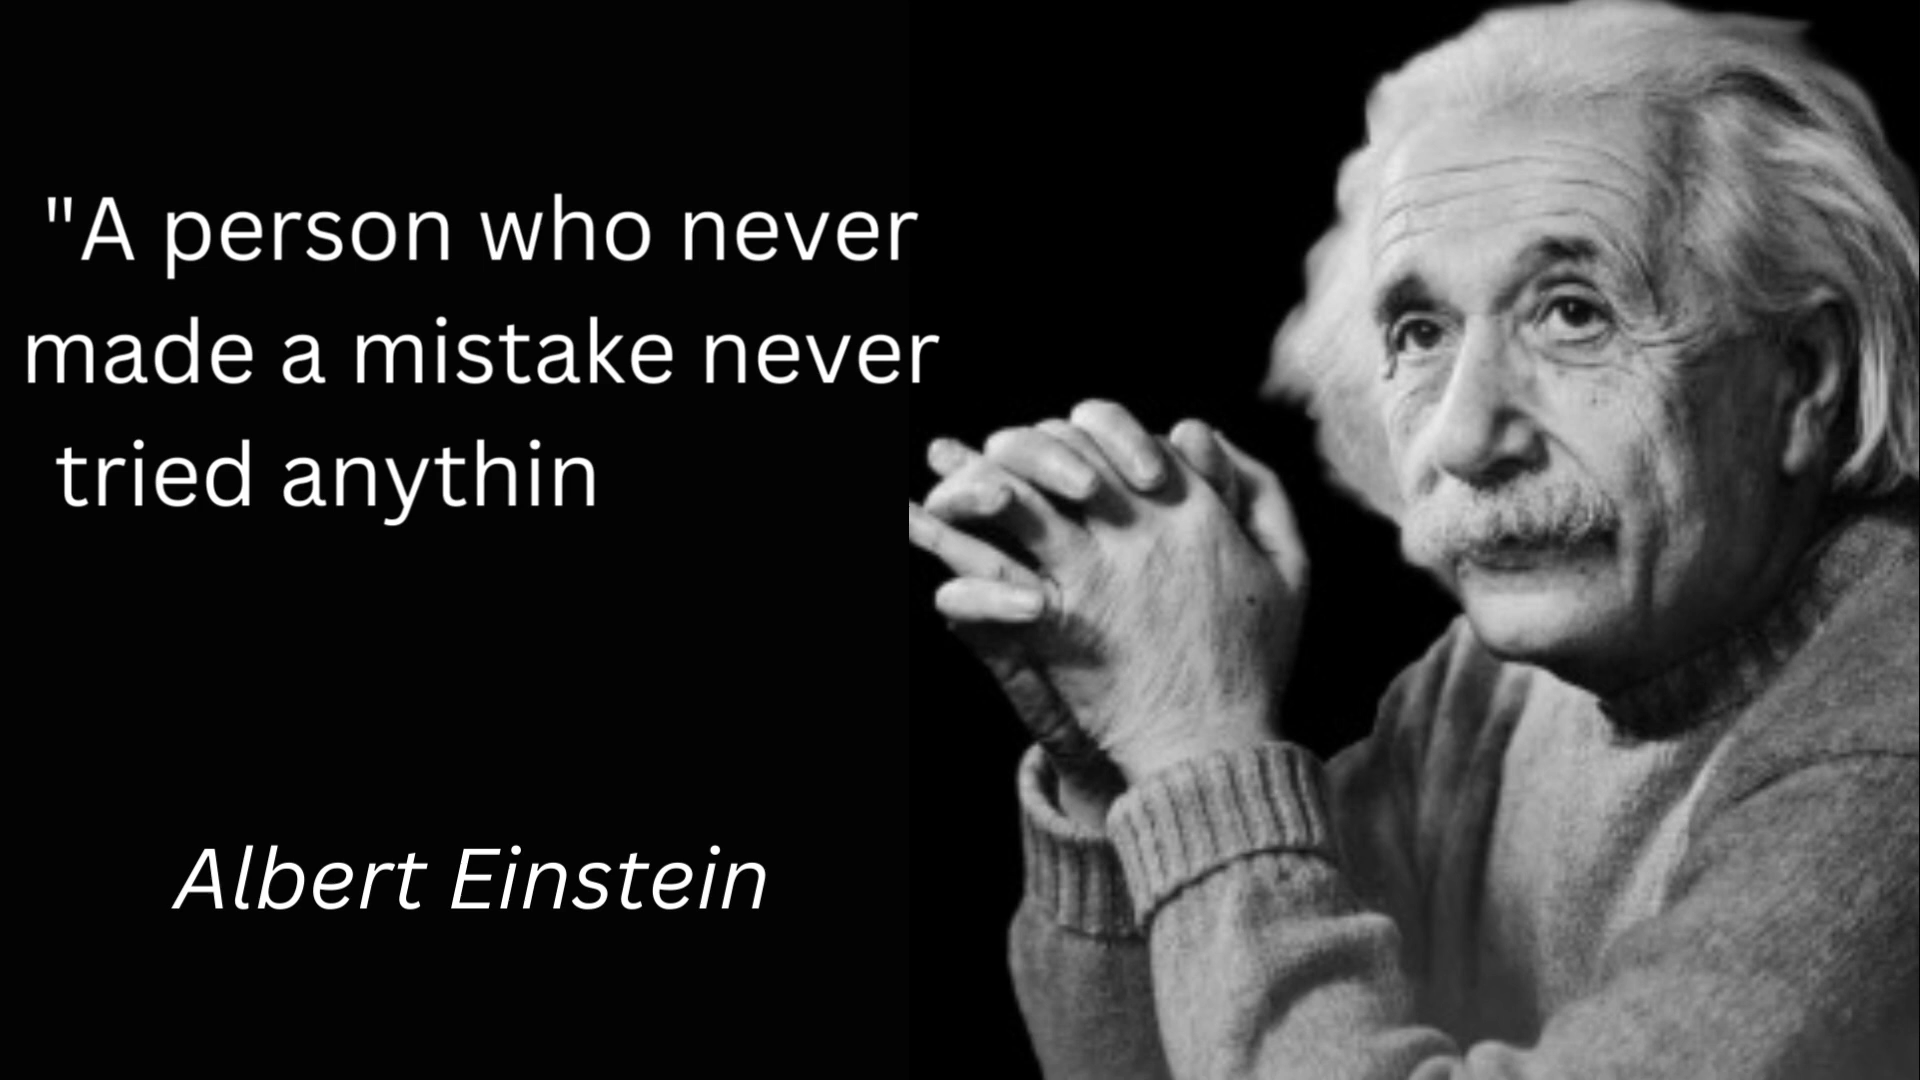 "A person who never
made a mistake never
tried anythin
Albert Einstein